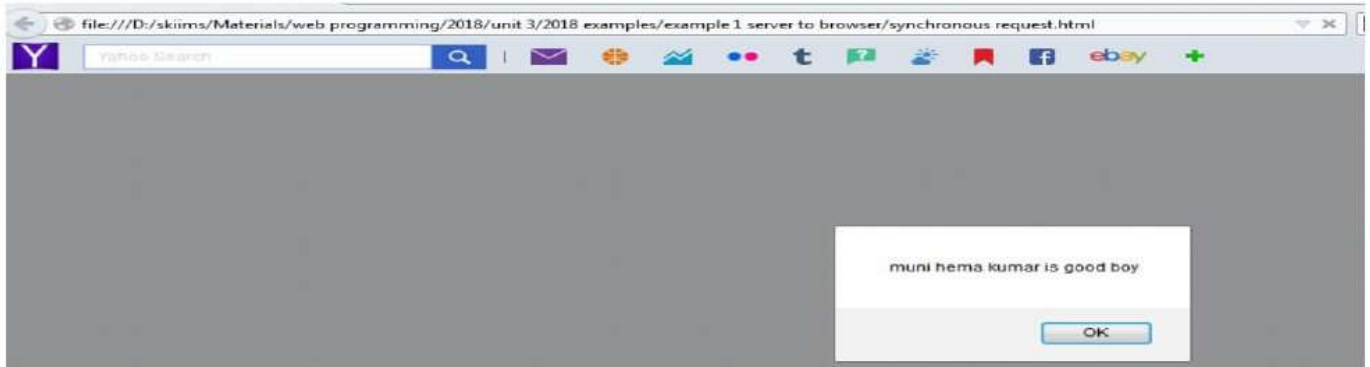 file:///D:/skiims/Materials/web programming/2018/unit 3/2018 examples/example 1 server to browser/synchronous request.html
Y Yahoo Search t ? f ebay
muni hema kumar is good boy
OK